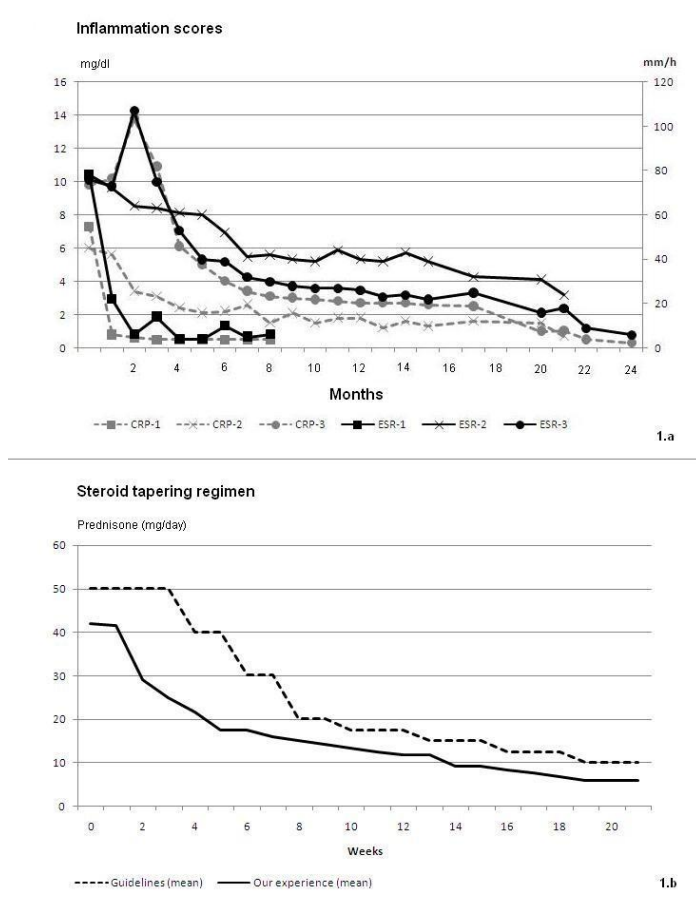 Inflammation scores
mg/dl mm/h
16 120
14
100
12
80
10
8 60
6
40
4
20
2
0 0
2 4 6 8 10 12 14 16 18 20 22 24
Months
CRP-1 CRP-2 CRP-3 ESR-1 ESR-2 ESR-3
1.a
Steroid tapering regimen
Prednisone (mg/day)
60
50
40
30
20
10
0
0 2 4 6 8 10 12 14 16 18 20
Weeks
Guidelines (mean) Our experience (mean) 1.b